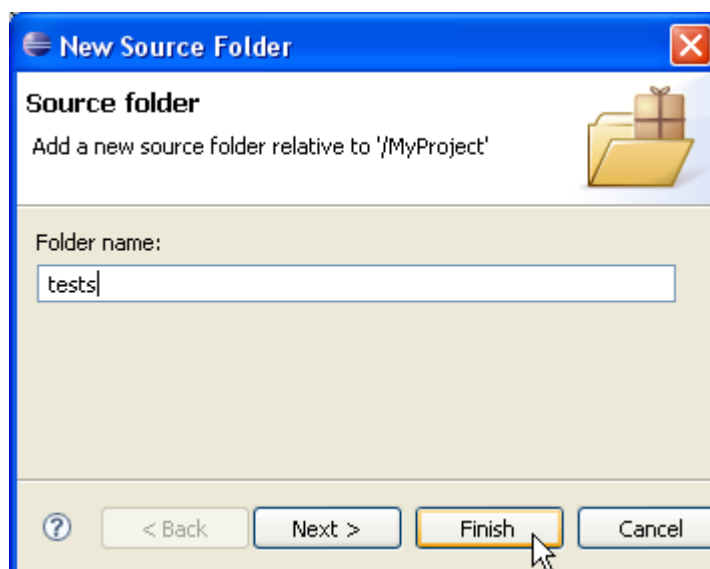 New Source Folder
Source folder
Add a new source folder relative to '/MyProject'
Folder name:
tests
? < Back Next > Finish Cancel